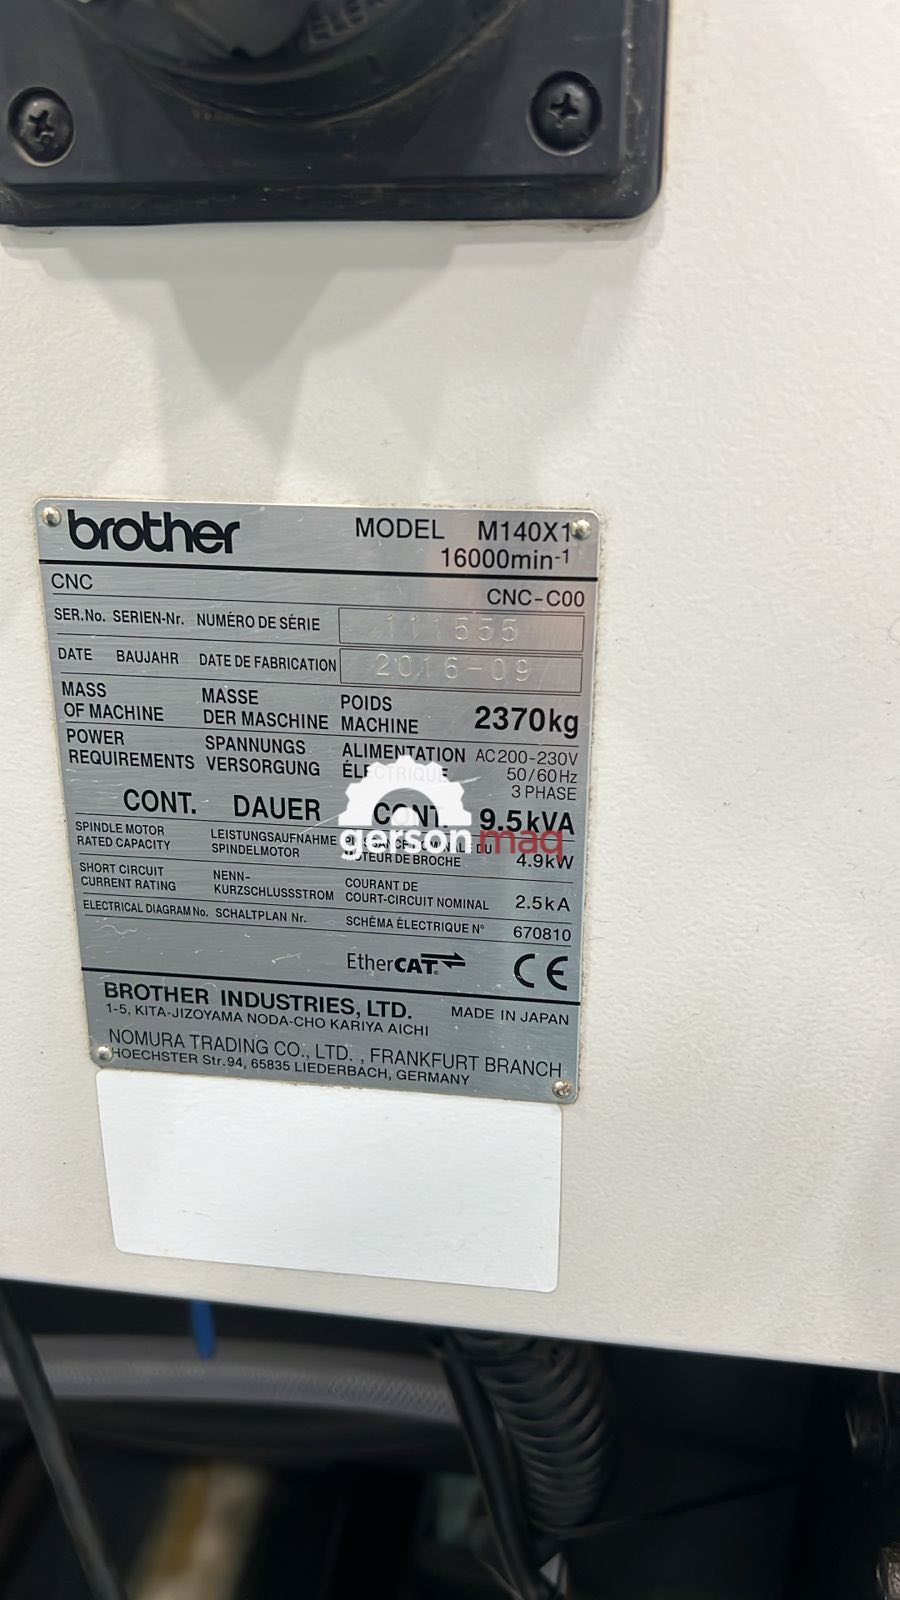 brother MODEL M140X1
16000min-1
CNC CNC-C00
SER.No. SERIEN-Nr. NUMÉRO DE SÉRIE 111555
DATE BAUJAHR DATE DE FABRICATION 2016-09
MASS OF MACHINE MASSE DER MASCHINE POIDS MACHINE 2370kg
POWER REQUIREMENTS SPANNUNGS VERSORGUNG ALIMENTATION ÉLECTRIQUE AC200-230V
50/60Hz
3 PHASE
CONT. DAUER CONT. 9.5kVA
gersonmaq
SPINDLE MOTOR RATED CAPACITY LEISTUNGSAUFNAHME SPINDELMOTOR DU MOTEUR DE BROCHE 4.9kW
SHORT CIRCUIT CURRENT RATING NENN-KURZSCHLUSSSTROM COURANT DE COURT-CIRCUIT NOMINAL 2.5kA
ELECTRICAL DIAGRAM No. SCHALTPLAN Nr. SCHÉMA ÉLECTRIQUE N° 670810
EtherCAT CE
BROTHER INDUSTRIES, LTD. MADE IN JAPAN
1-5, KITA-JIZOYAMA NODA-CHO KARIYA AICHI
NOMURA TRADING CO., LTD. , FRANKFURT BRANCH
HOECHSTER Str.94, 65835 LIEDERBACH, GERMANY